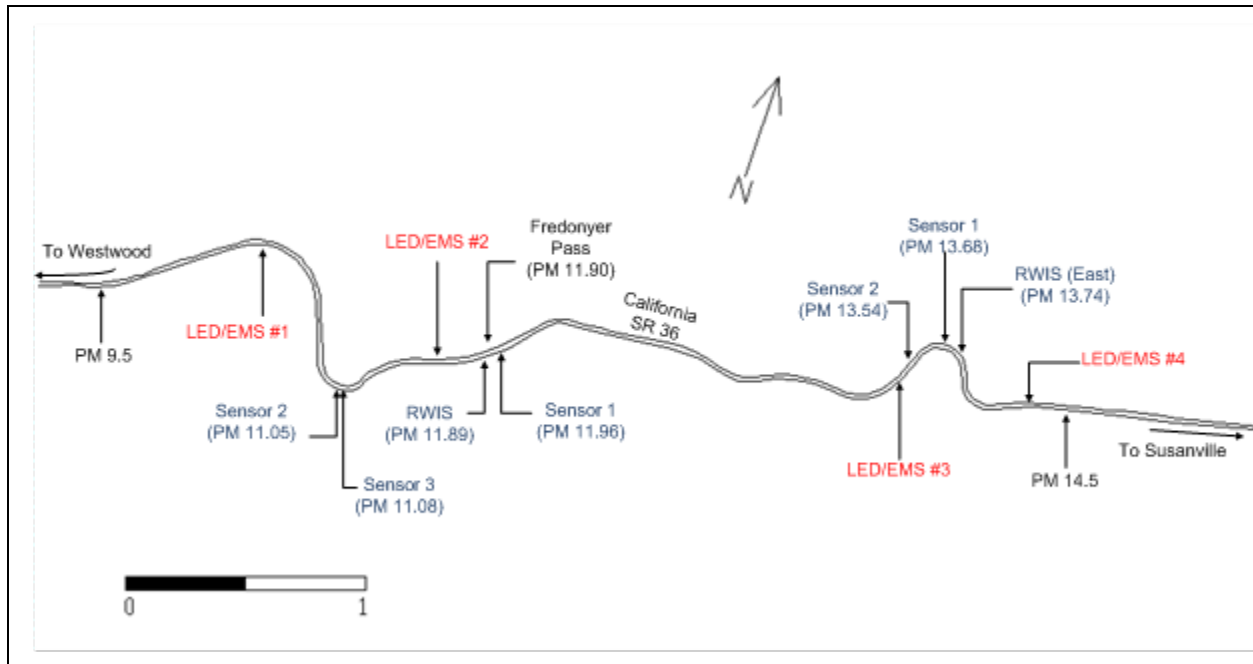 N
Sensor 1
(PM 13.68)
Fredonyer
Pass
(PM 11.90)
LED/EMS #2
To Westwood
RWIS (East)
(PM 13.74)
Sensor 2
(PM 13.54)
California
SR 36
LED/EMS #1
PM 9.5
LED/EMS #4
Sensor 2
(PM 11.05)
RWIS
(PM 11.89)
Sensor 1
(PM 11.96)
To Susanville
LED/EMS #3
PM 14.5
Sensor 3
(PM 11.08)
0
1